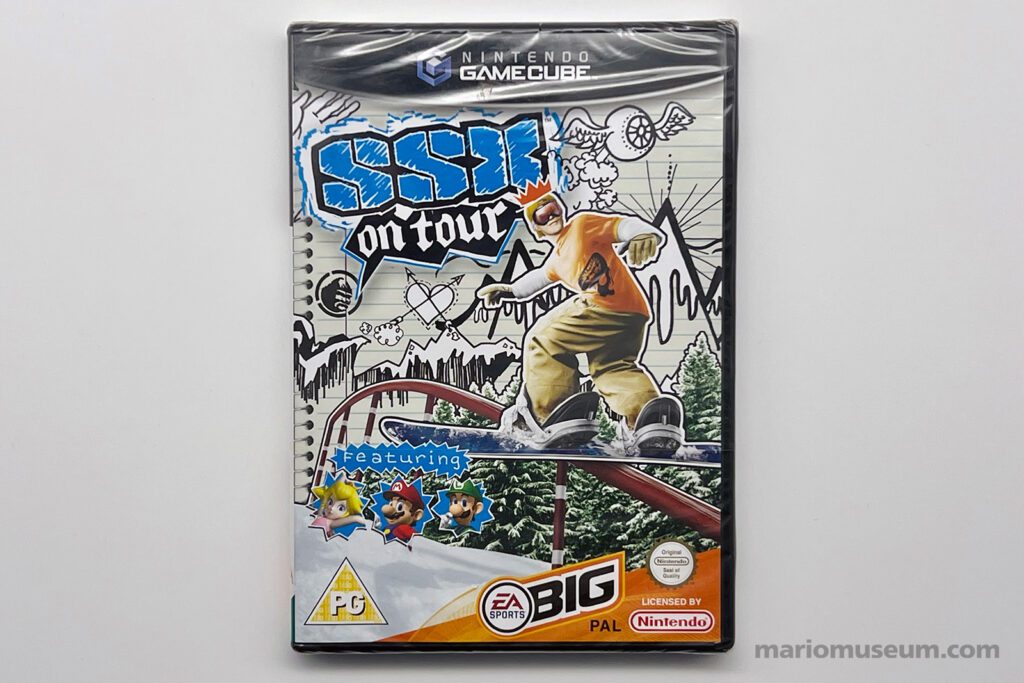 NINTENDO
GAMECUBE
SSX
on tour
Featuring
PG
EA
SPORTS
BIG
PAL
Original
Nintendo
Seal of
Quality
LICENSED BY
Nintendo
mariomuseum.com